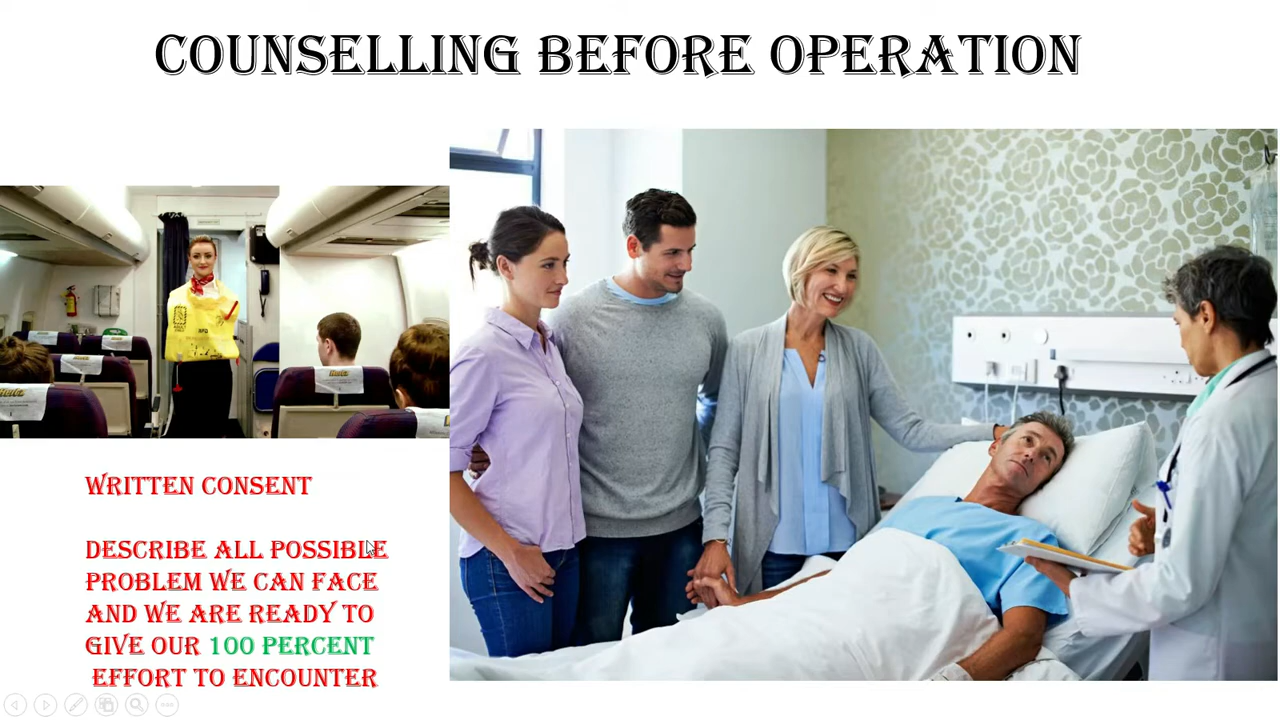 COUNSELLING BEFORE OPERATION
WRITTEN CONSENT
DESCRIBE ALL POSSIBLE
PROBLEM WE CAN FACE
AND WE ARE READY TO
GIVE OUR 100 PERCENT
EFFORT TO ENCOUNTER